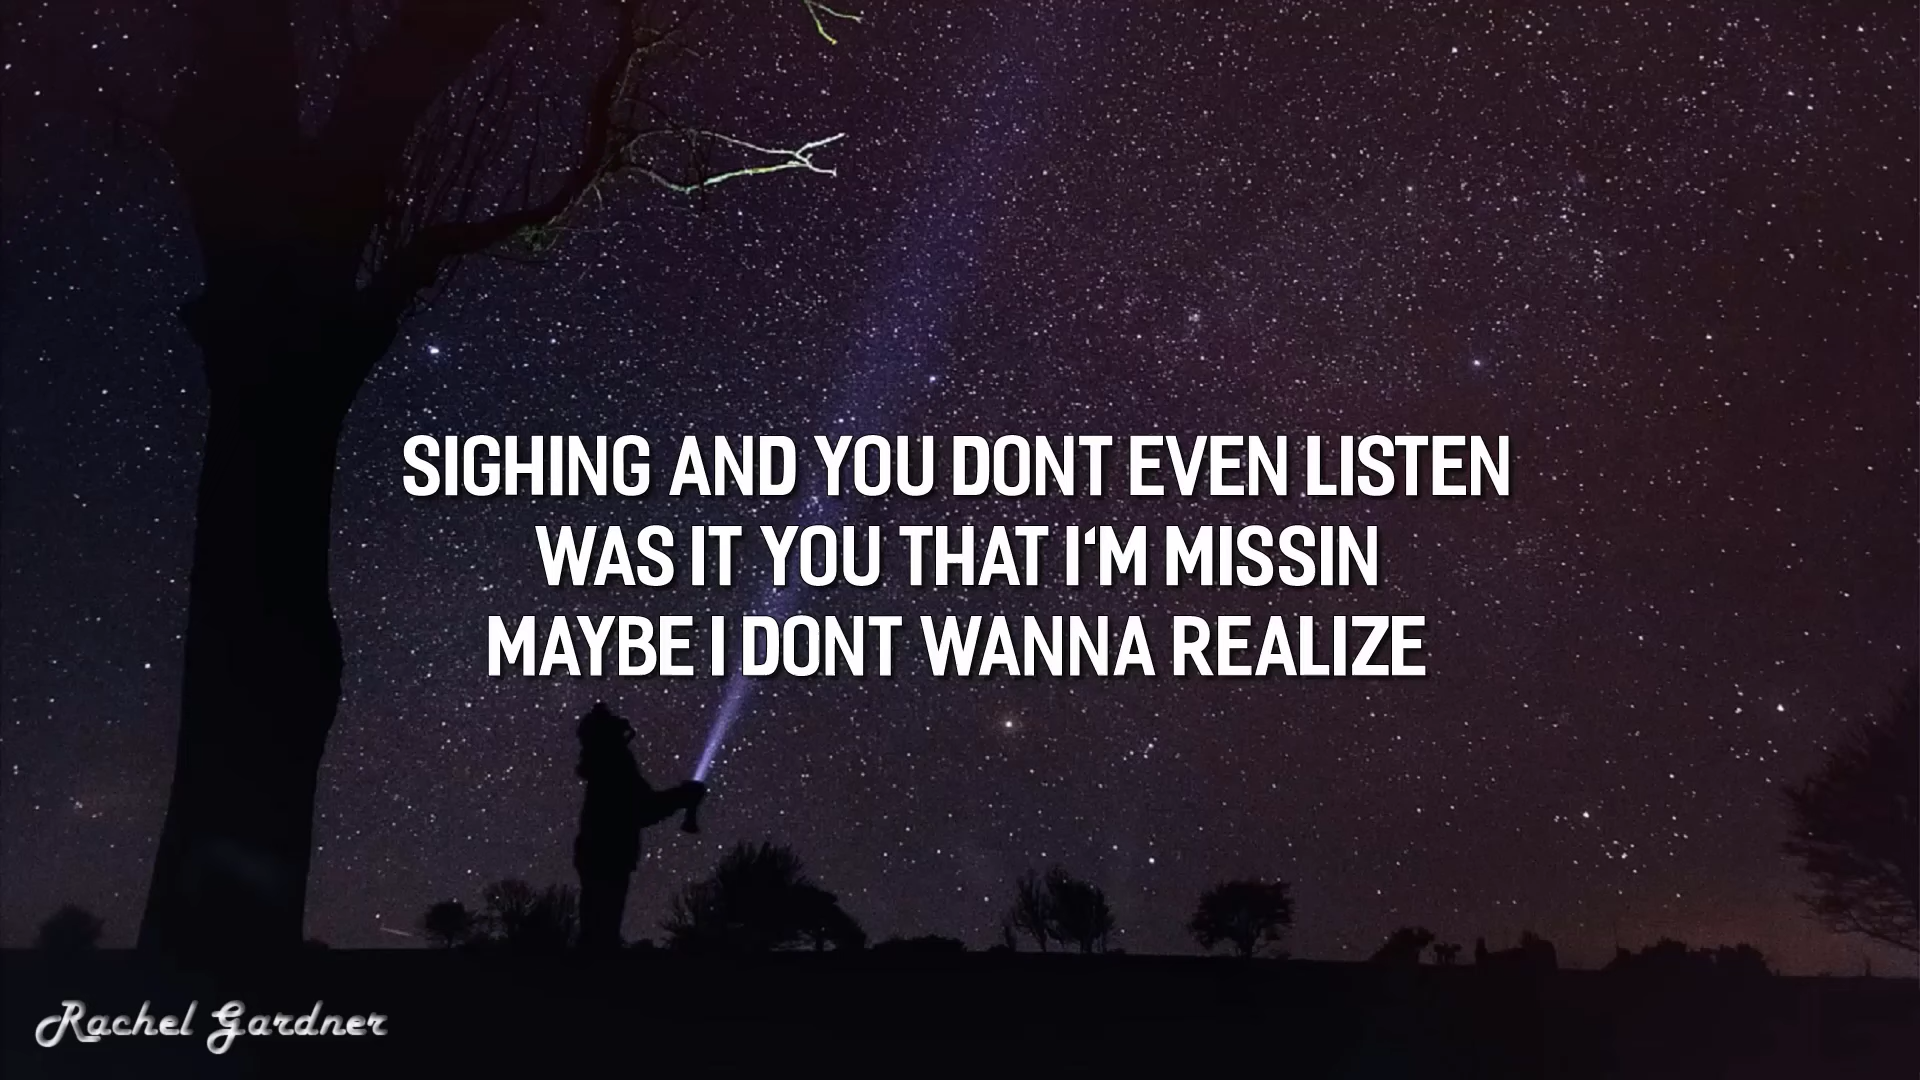 SIGHING AND YOU DONT EVEN LISTEN
WAS IT YOU THAT I‘M MISSIN
MAYBE I DONT WANNA REALIZE
Rachel Gardner